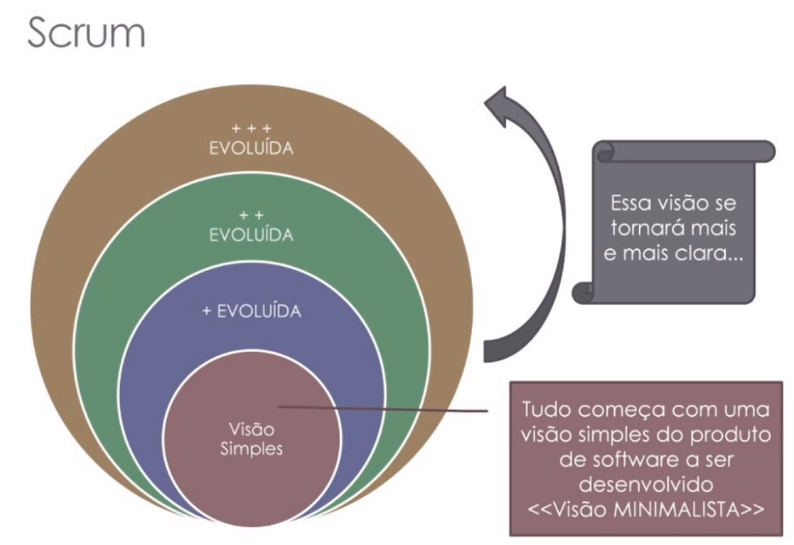 Scrum
+ + +
EVOLUÍDA
+ +
EVOLUÍDA
+ EVOLUÍDA
Visão
Simples
Essa visão se
tornará mais
e mais clara...
Tudo começa com uma
visão simples do produto
de software a ser
desenvolvido
<<Visão MINIMALISTA>>